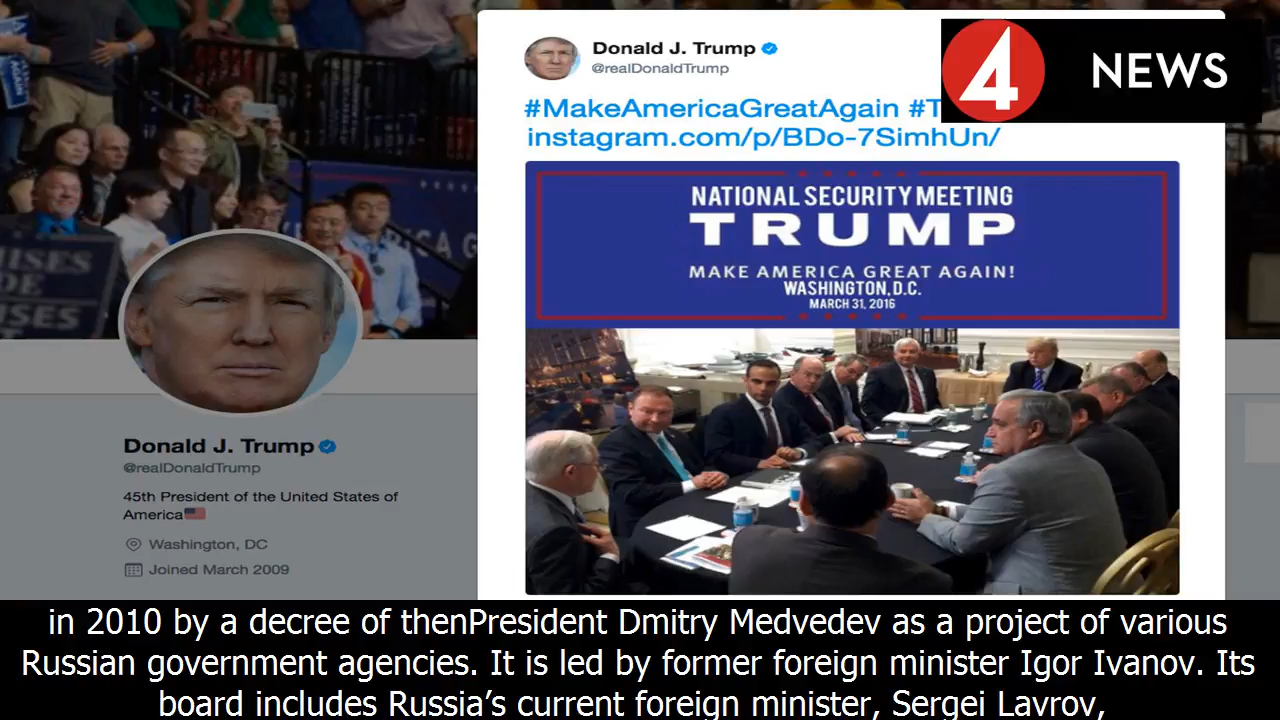 Donald J. Trump
@realDonaldTrump
#MakeAmericaGreatAgain #T
instagram.com/p/BDo-7SimhUn/
4 NEWS
NATIONAL SECURITY MEETING
TRUMP
MAKE AMERICA GREAT AGAIN!
WASHINGTON, D.C.
MARCH 31, 2016
Donald J. Trump
@realDonaldTrump
45th President of the United States of
America
Washington, DC
Joined March 2009
in 2010 by a decree of thenPresident Dmitry Medvedev as a project of various
Russian government agencies. It is led by former foreign minister Igor Ivanov. Its
board includes Russia’s current foreign minister, Sergei Lavrov,